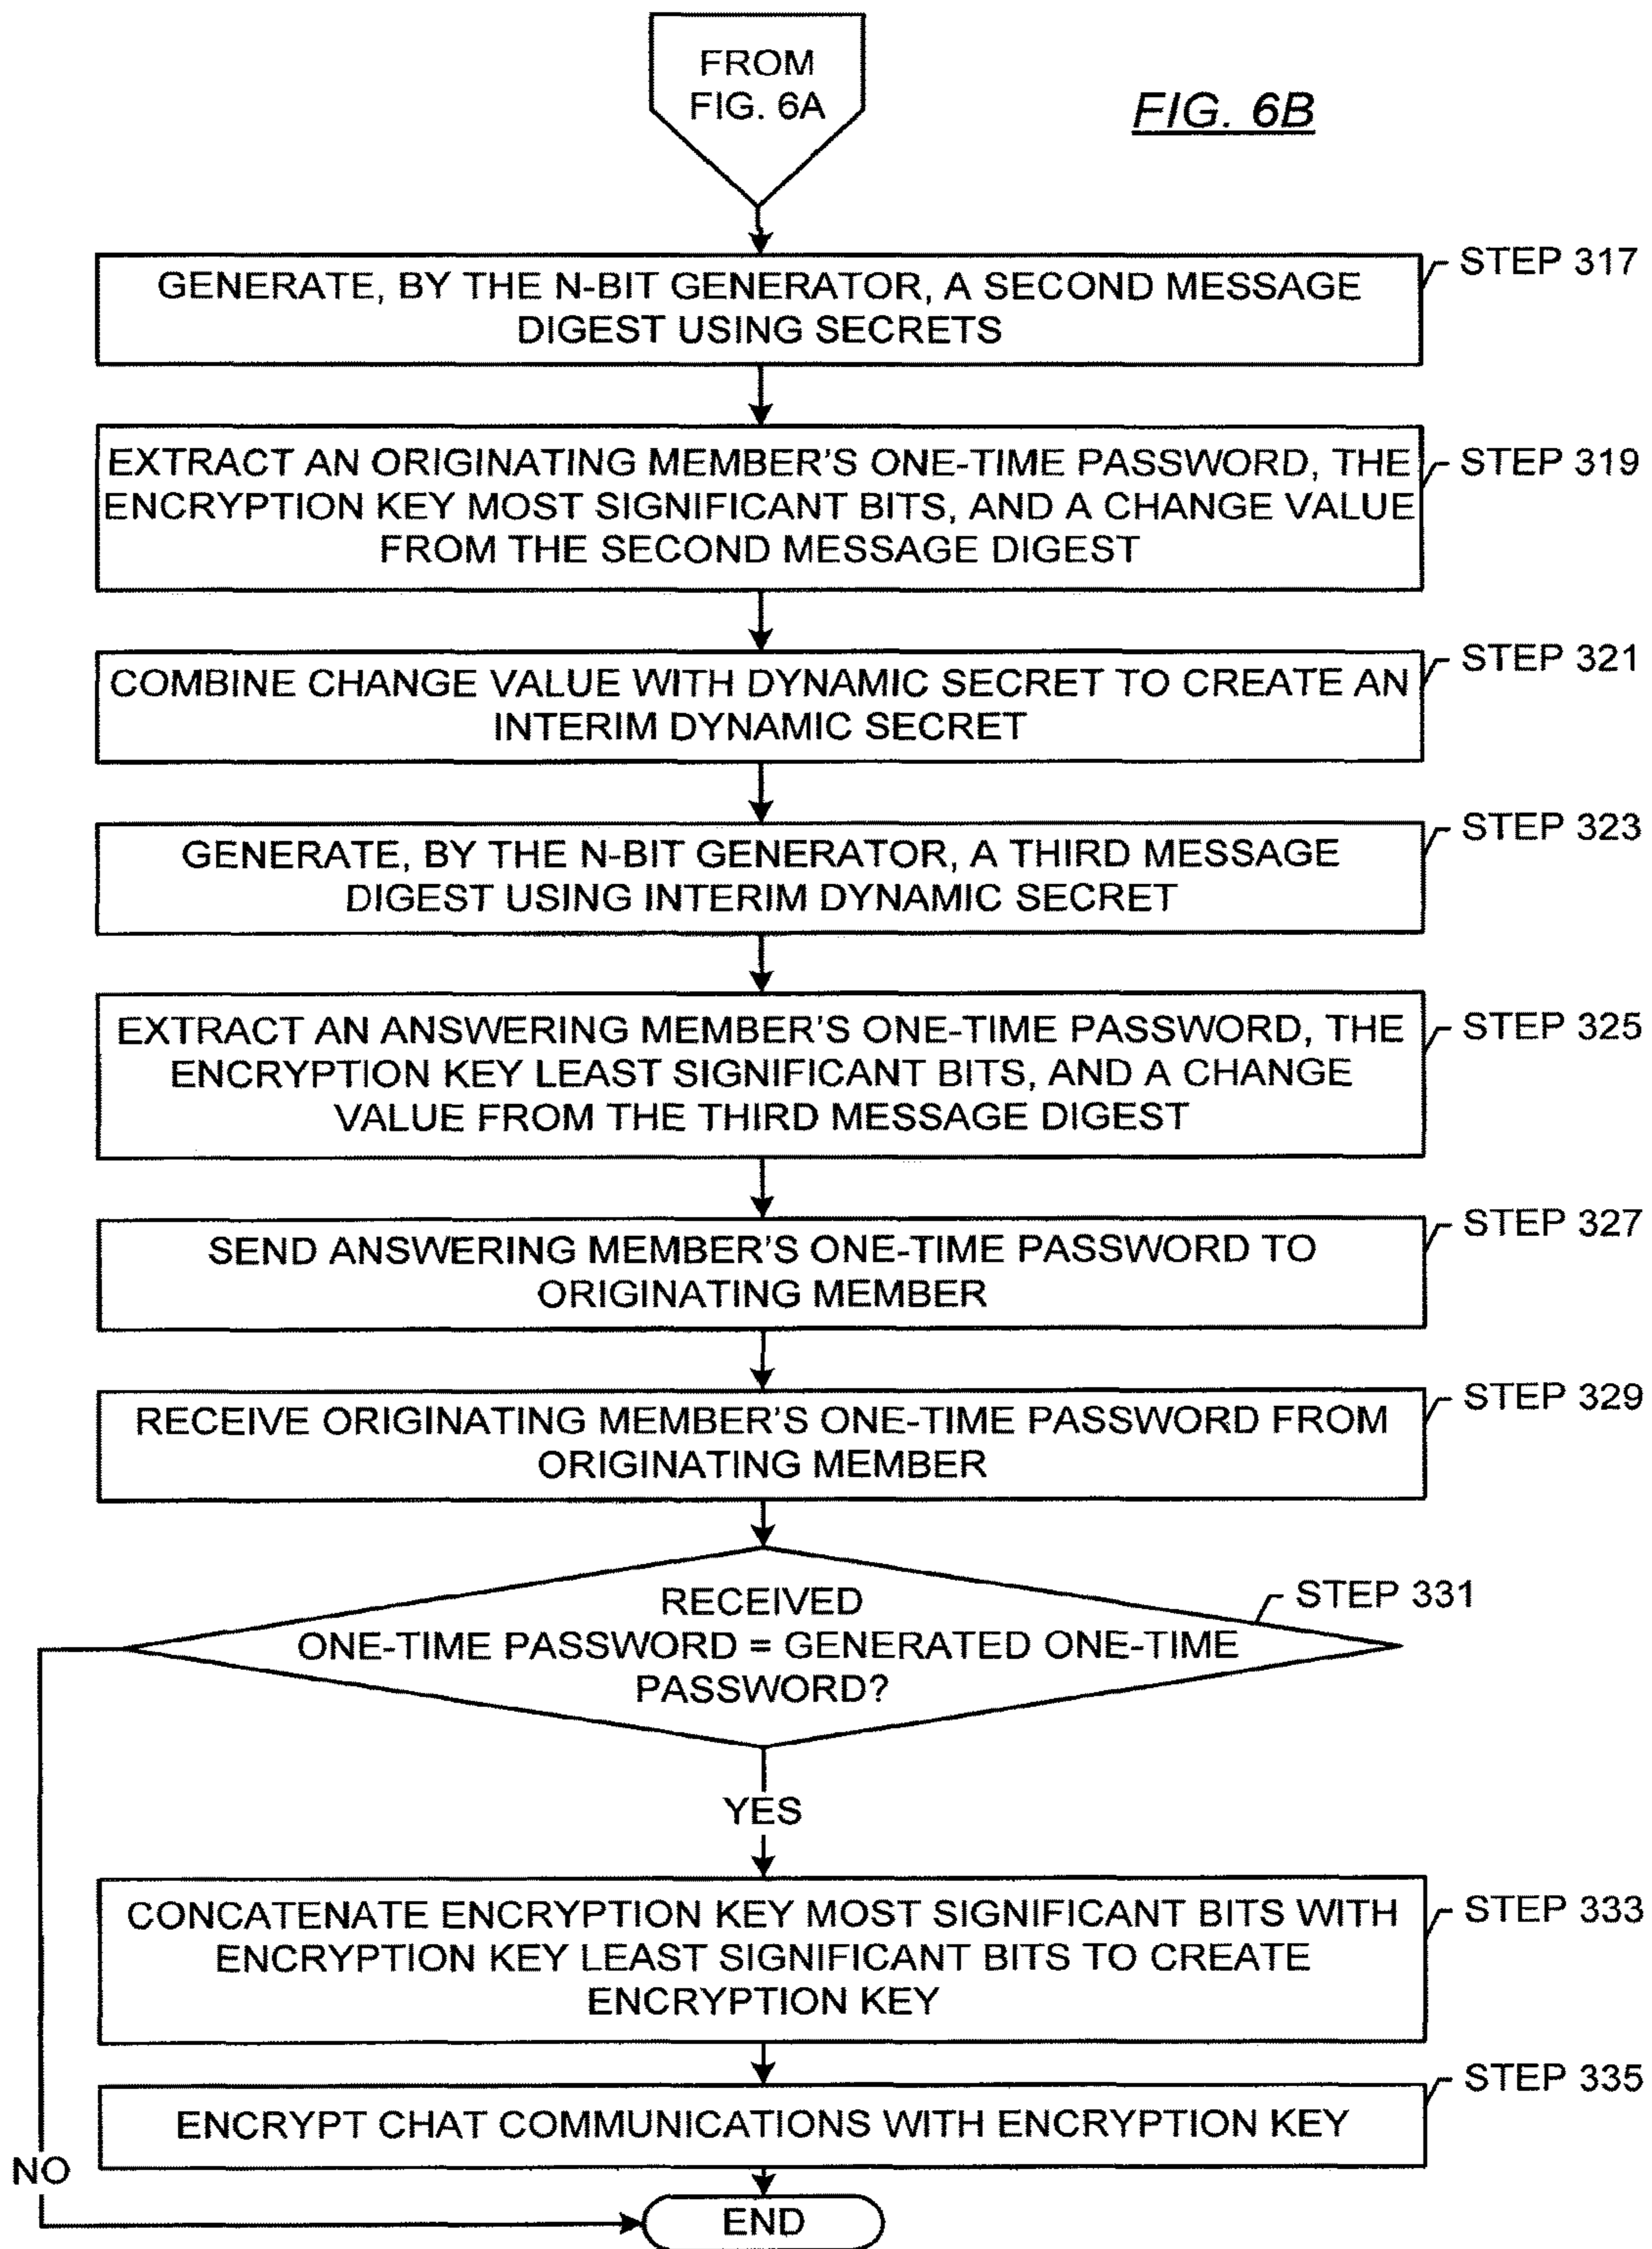 FROM
FIG. 6A
FIG. 6B
STEP 317
GENERATE, BY THE N-BIT GENERATOR, A SECOND MESSAGE
DIGEST USING SECRETS
STEP 319
EXTRACT AN ORIGINATING MEMBER'S ONE-TIME PASSWORD, THE
ENCRYPTION KEY MOST SIGNIFICANT BITS, AND A CHANGE VALUE
FROM THE SECOND MESSAGE DIGEST
STEP 321
COMBINE CHANGE VALUE WITH DYNAMIC SECRET TO CREATE AN
INTERIM DYNAMIC SECRET
STEP 323
GENERATE, BY THE N-BIT GENERATOR, A THIRD MESSAGE
DIGEST USING INTERIM DYNAMIC SECRET
STEP 325
EXTRACT AN ANSWERING MEMBER'S ONE-TIME PASSWORD, THE
ENCRYPTION KEY LEAST SIGNIFICANT BITS, AND A CHANGE
VALUE FROM THE THIRD MESSAGE DIGEST
STEP 327
SEND ANSWERING MEMBER'S ONE-TIME PASSWORD TO
ORIGINATING MEMBER
STEP 329
RECEIVE ORIGINATING MEMBER'S ONE-TIME PASSWORD FROM
ORIGINATING MEMBER
STEP 331
RECEIVED
ONE-TIME PASSWORD = GENERATED ONE-TIME
PASSWORD?
YES
STEP 333
CONCATENATE ENCRYPTION KEY MOST SIGNIFICANT BITS WITH
ENCRYPTION KEY LEAST SIGNIFICANT BITS TO CREATE
ENCRYPTION KEY
STEP 335
ENCRYPT CHAT COMMUNICATIONS WITH ENCRYPTION KEY
NO
END